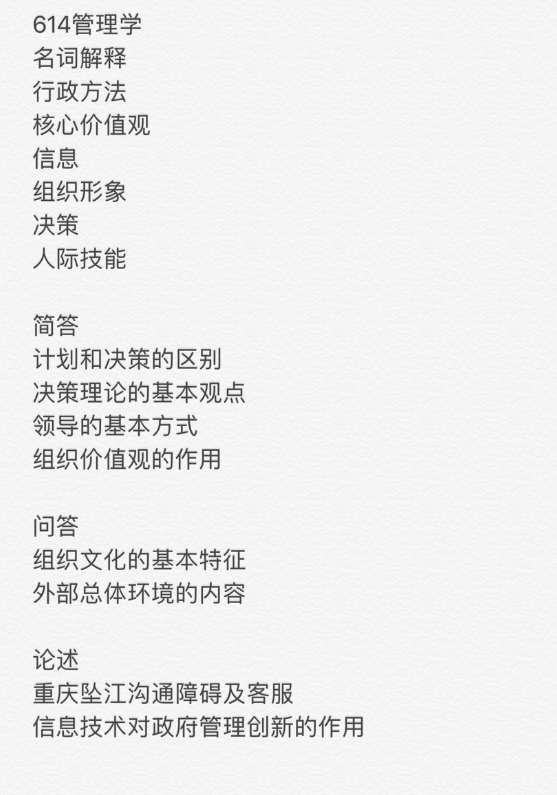 614管理学
名词解释
行政方法
核心价值观
信息
组织形象
决策
人际技能
简答
计划和决策的区别
决策理论的基本观点
领导的基本方式
组织价值观的作用
问答
组织文化的基本特征
外部总体环境的内容
论述
重庆坠江沟通障碍及客服
信息技术对政府管理创新的作用